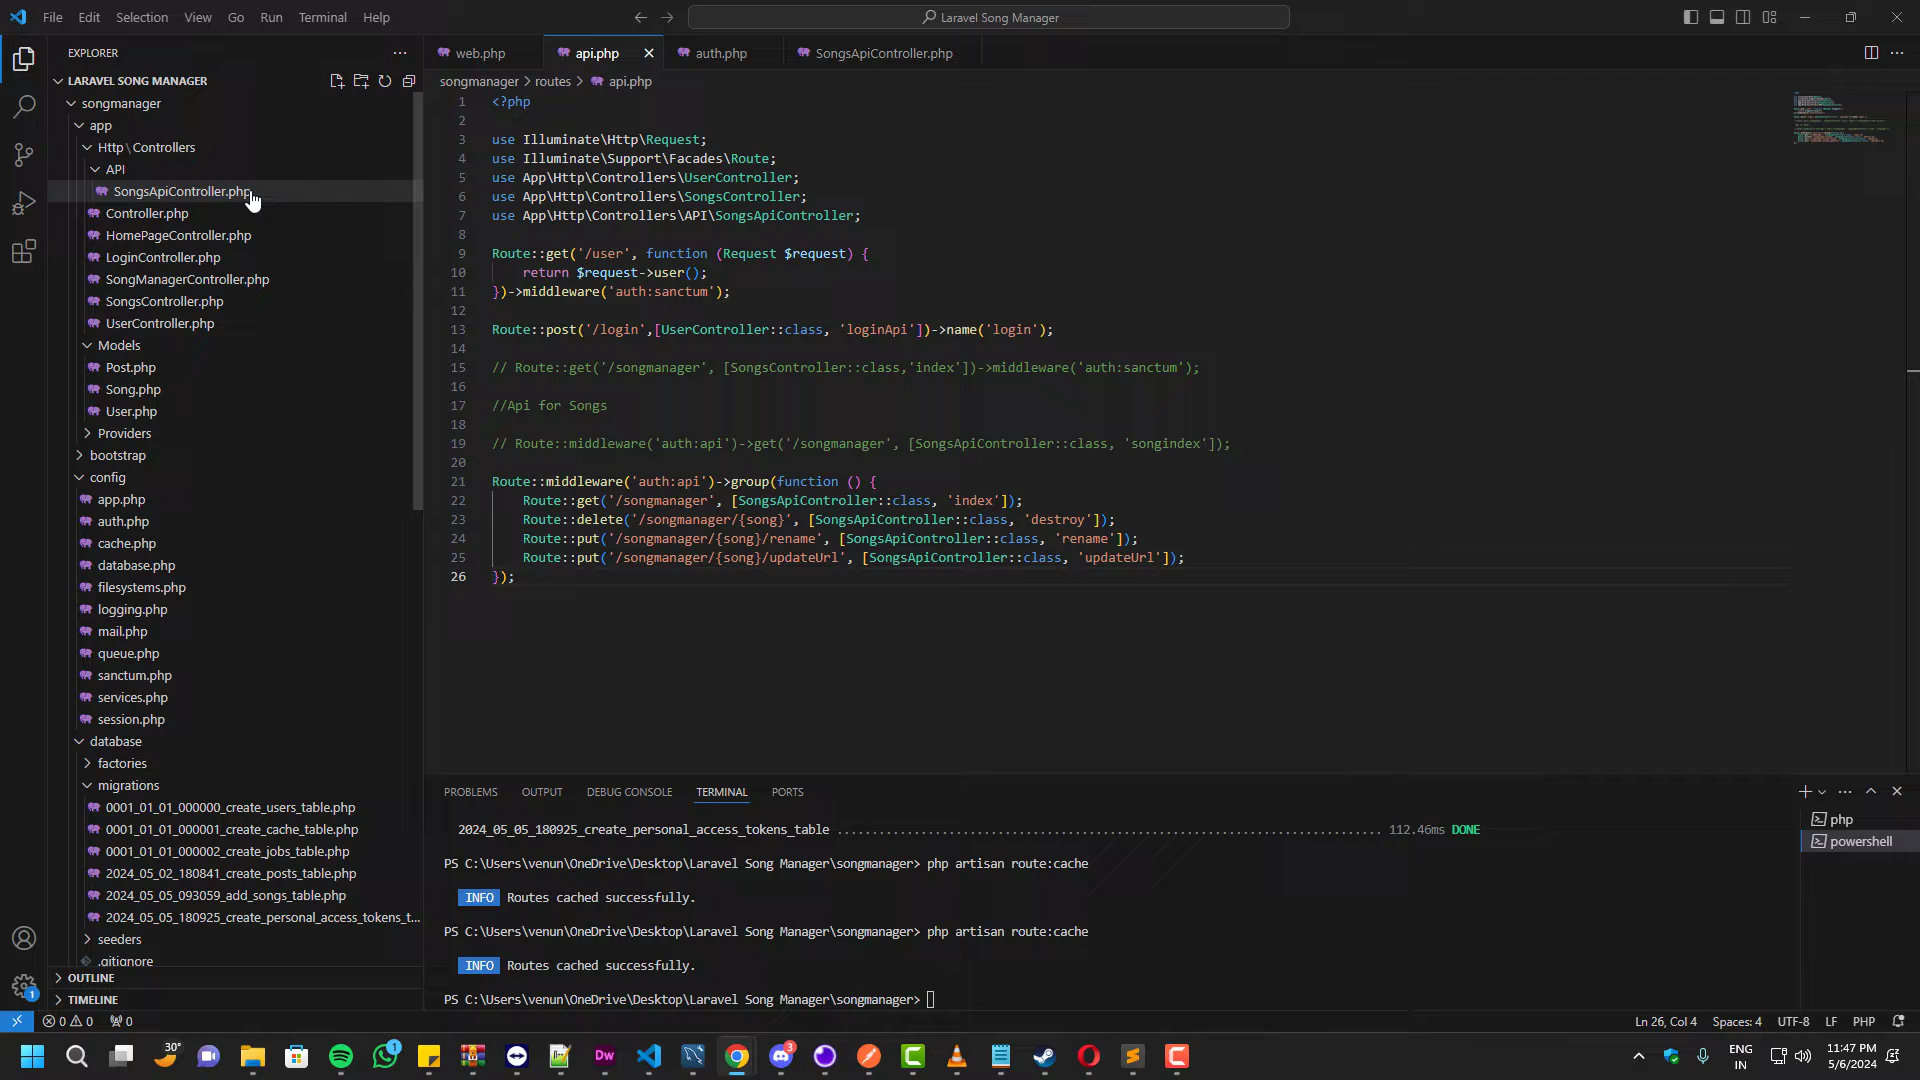 File Edit Selection View Go Run Terminal Help
Laravel Song Manager
EXPLORER
LARAVEL SONG MANAGER
songmanager
app
Http\Controllers
API
SongsApiController.php
Controller.php
HomePageController.php
LoginController.php
SongManagerController.php
SongsController.php
UserController.php
Models
Post.php
Song.php
User.php
Providers
bootstrap
config
app.php
auth.php
cache.php
database.php
filesystems.php
logging.php
mail.php
queue.php
sanctum.php
services.php
session.php
database
factories
migrations
0001_01_01_000000_create_users_table.php
0001_01_01_000001_create_cache_table.php
0001_01_01_000002_create_jobs_table.php
2024_05_02_180841_create_posts_table.php
2024_05_05_093059_add_songs_table.php
2024_05_05_180925_create_personal_access_tokens_t...
seeders
.gitignore
OUTLINE
TIMELINE
web.php api.php auth.php SongsApiController.php
songmanager > routes > api.php
1 <?php
2
3 use Illuminate\Http\Request;
4 use Illuminate\Support\Facades\Route;
5 use App\Http\Controllers\UserController;
6 use App\Http\Controllers\SongsController;
7 use App\Http\Controllers\API\SongsApiController;
8
9 Route::get('/user', function (Request $request) {
10 return $request->user();
11 })->middleware('auth:sanctum');
12
13 Route::post('/login',[UserController::class, 'loginApi'])->name('login');
14
15 // Route::get('/songmanager', [SongsController::class,'index'])->middleware('auth:sanctum');
16
17 //Api for Songs
18
19 // Route::middleware('auth:api')->get('/songmanager', [SongsApiController::class, 'songindex']);
20
21 Route::middleware('auth:api')->group(function () {
22 Route::get('/songmanager', [SongsApiController::class, 'index']);
23 Route::delete('/songmanager/{song}', [SongsApiController::class, 'destroy']);
24 Route::put('/songmanager/{song}/rename', [SongsApiController::class, 'rename']);
25 Route::put('/songmanager/{song}/updateUrl', [SongsApiController::class, 'updateUrl']);
26 });
PROBLEMS OUTPUT DEBUG CONSOLE TERMINAL PORTS
2024_05_05_180925_create_personal_access_tokens_table ............................................................................... 112.46ms DONE
PS C:\Users\venun\OneDrive\Desktop\Laravel Song Manager\songmanager> php artisan route:cache
INFO Routes cached successfully.
PS C:\Users\venun\OneDrive\Desktop\Laravel Song Manager\songmanager> php artisan route:cache
INFO Routes cached successfully.
PS C:\Users\venun\OneDrive\Desktop\Laravel Song Manager\songmanager>
php
powershell
1
0 0 0
Ln 26, Col 4 Spaces: 4 UTF-8 LF PHP
30°
1
Dw
3
ENG
IN
11:47 PM
5/6/2024